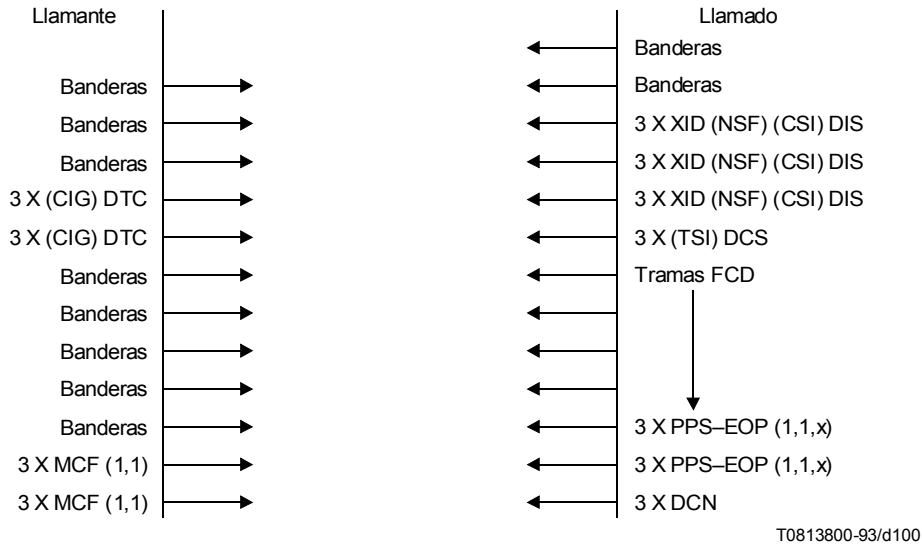 Llamante Llamado
Banderas
Banderas Banderas
Banderas 3 X XID (NSF) (CSI) DIS
Banderas 3 X XID (NSF) (CSI) DIS
3 X (CIG) DTC 3 X XID (NSF) (CSI) DIS
3 X (CIG) DTC 3 X (TSI) DCS
Banderas Tramas FCD
Banderas
Banderas
Banderas
Banderas 3 X PPS–EOP (1,1,x)
3 X MCF (1,1) 3 X PPS–EOP (1,1,x)
3 X MCF (1,1) 3 X DCN
T0813800-93/d100